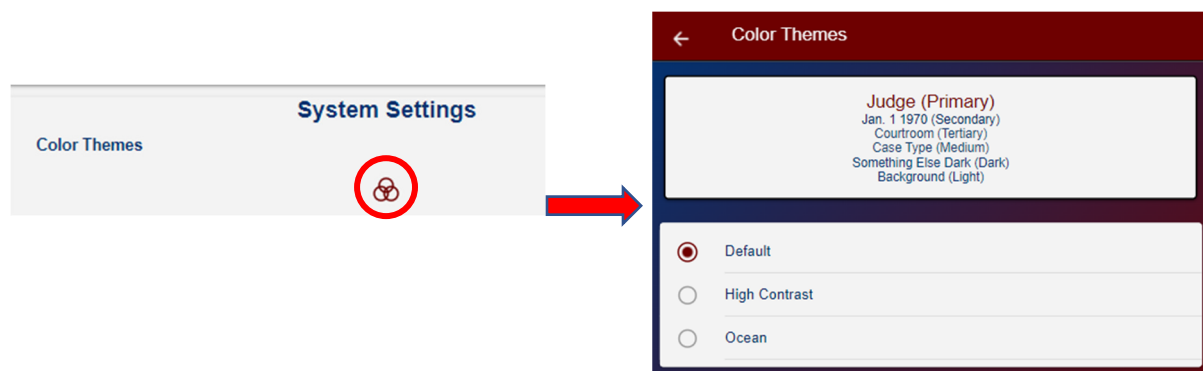 System Settings
Color Themes
Color Themes
Judge (Primary)
Jan. 1 1970 (Secondary)
Courtroom (Tertiary)
Case Type (Medium)
Something Else Dark (Dark)
Background (Light)
Default
High Contrast
Ocean